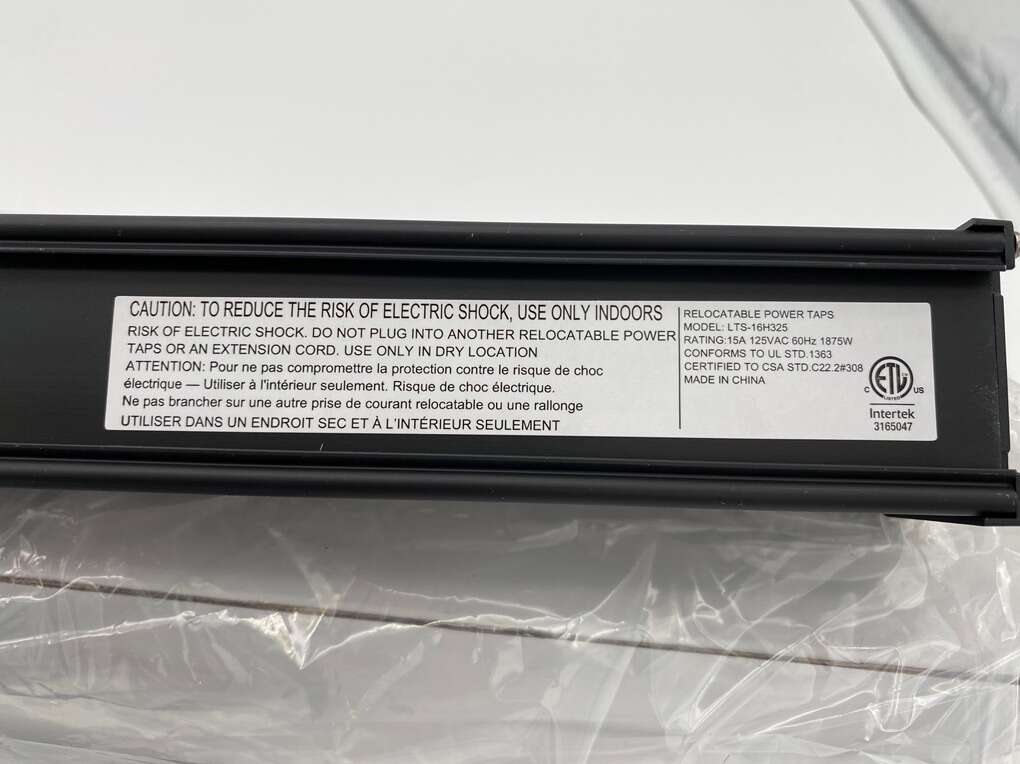 CAUTION: TO REDUCE THE RISK OF ELECTRIC SHOCK, USE ONLY INDOORS
RISK OF ELECTRIC SHOCK. DO NOT PLUG INTO ANOTHER RELOCATABLE POWER
TAPS OR AN EXTENSION CORD. USE ONLY IN DRY LOCATION
ATTENTION: Pour ne pas compromettre la protection contre le risque de choc
électrique — Utiliser à l'intérieur seulement. Risque de choc électrique.
Ne pas brancher sur une autre prise de courant relocatable ou une rallonge
UTILISER DANS UN ENDROIT SEC ET À L'INTÉRIEUR SEULEMENT
RELOCATABLE POWER TAPS
MODEL: LTS-16H325
RATING:15A 125VAC 60Hz 1875W
CONFORMS TO UL STD.1363
CERTIFIED TO CSA STD.C22.2#308
MADE IN CHINA
ETL
LISTED
C US
Intertek
3165047